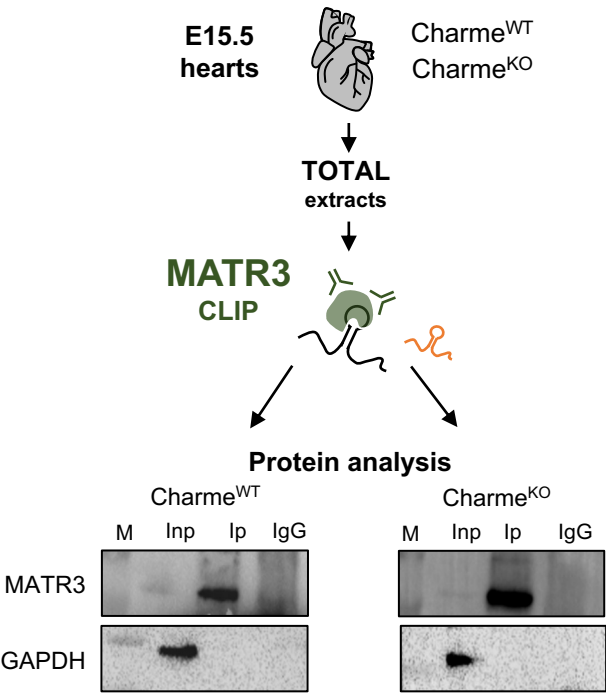 E15.5
hearts
Charme^WT
Charme^KO
TOTAL
extracts
MATR3
CLIP
Protein analysis
Charme^WT
Charme^KO
M Inp Ip IgG
M Inp Ip IgG
MATR3
GAPDH